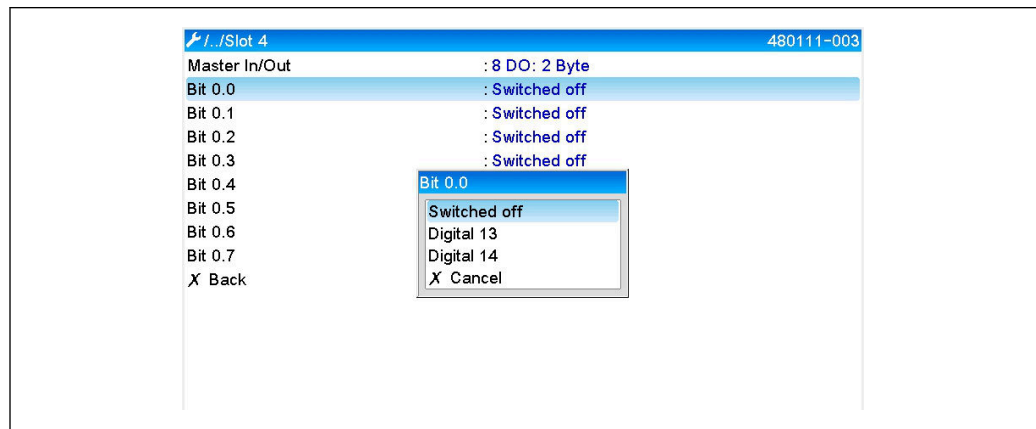 /../Slot 4 480111-003
Master In/Out : 8 DO: 2 Byte
Bit 0.0 : Switched off
Bit 0.1 : Switched off
Bit 0.2 : Switched off
Bit 0.3 : Switched off
Bit 0.4
Bit 0.5
Bit 0.6
Bit 0.7
X Back
Bit 0.0
Switched off
Digital 13
Digital 14
X Cancel